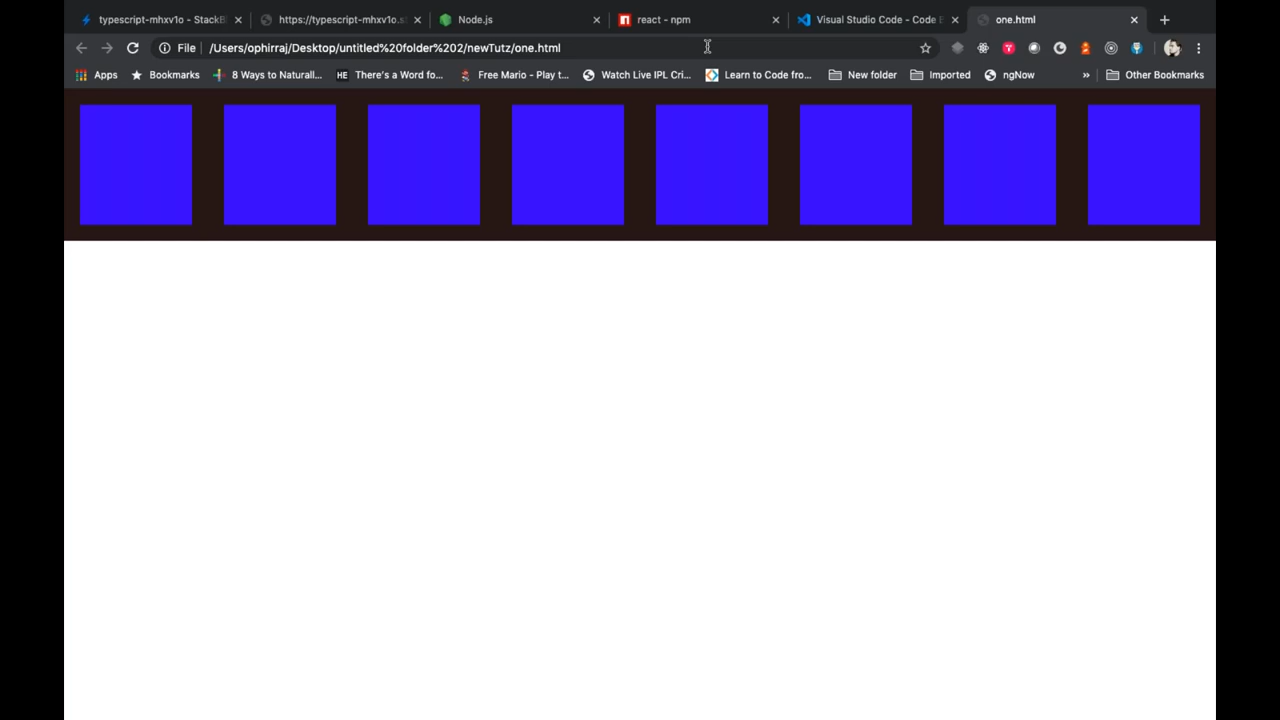 typescript-mhxv1o - StackBl
https://typescript-mhxv1o.s
Node.js
react - npm
Visual Studio Code - Code E
one.html
File
/Users/ophirraj/Desktop/untitled%20folder%202/newTutz/one.html
Apps
Bookmarks
8 Ways to Naturall...
HE
There's a Word fo...
Free Mario - Play t...
Watch Live IPL Cri...
Learn to Code fro...
New folder
Imported
ngNow
»
Other Bookmarks